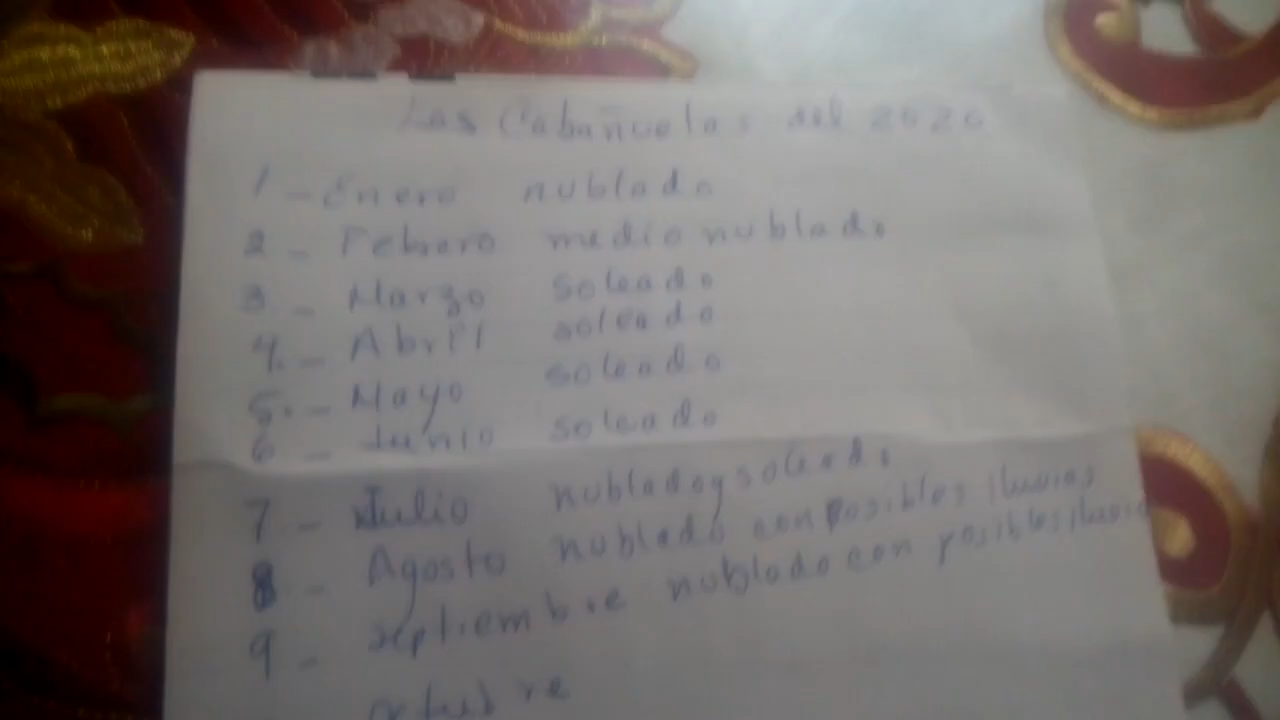 Las Cabañuelas del 2020
1 - Enero nublado
2 - Febrero medio nublado
3 - Marzo soleado
4. - Abril soleado
5. - Mayo soleado
6 - Junio soleado
7 - Julio nublado y soleado
8 - Agosto nublado con posibles lluvias
9 - septiembre nublado con posibles lluvia
octubre